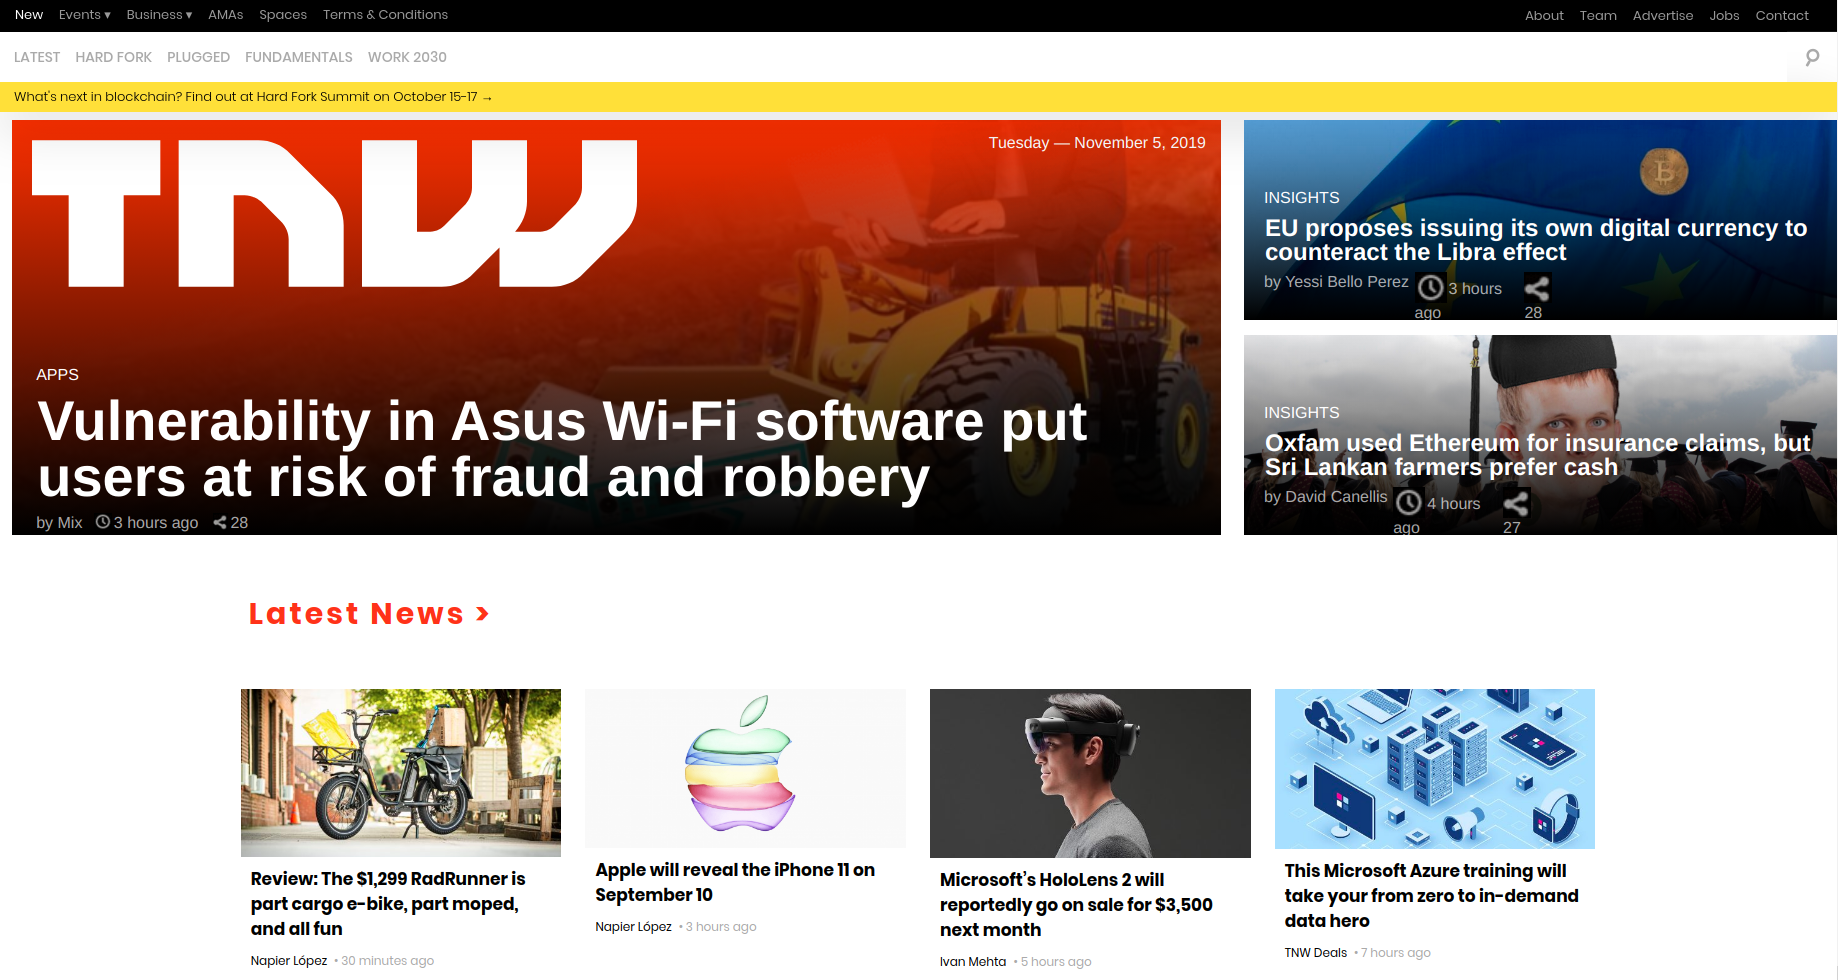 New Events ▾ Business ▾ AMAs Spaces Terms & Conditions About Team Advertise Jobs Contact
LATEST HARD FORK PLUGGED FUNDAMENTALS WORK 2030
What's next in blockchain? Find out at Hard Fork Summit on October 15-17 →
TNW
Tuesday — November 5, 2019
APPS
Vulnerability in Asus Wi-Fi software put
users at risk of fraud and robbery
by Mix 3 hours ago 28
INSIGHTS
EU proposes issuing its own digital currency to
counteract the Libra effect
by Yessi Bello Perez 3 hours
ago 28
INSIGHTS
Oxfam used Ethereum for insurance claims, but
Sri Lankan farmers prefer cash
by David Canellis 4 hours
ago 27
Latest News >
Review: The $1,299 RadRunner is
part cargo e-bike, part moped,
and all fun
Napier López • 30 minutes ago
Apple will reveal the iPhone 11 on
September 10
Napier López • 3 hours ago
Microsoft's HoloLens 2 will
reportedly go on sale for $3,500
next month
Ivan Mehta • 5 hours ago
This Microsoft Azure training will
take your from zero to in-demand
data hero
TNW Deals • 7 hours ago